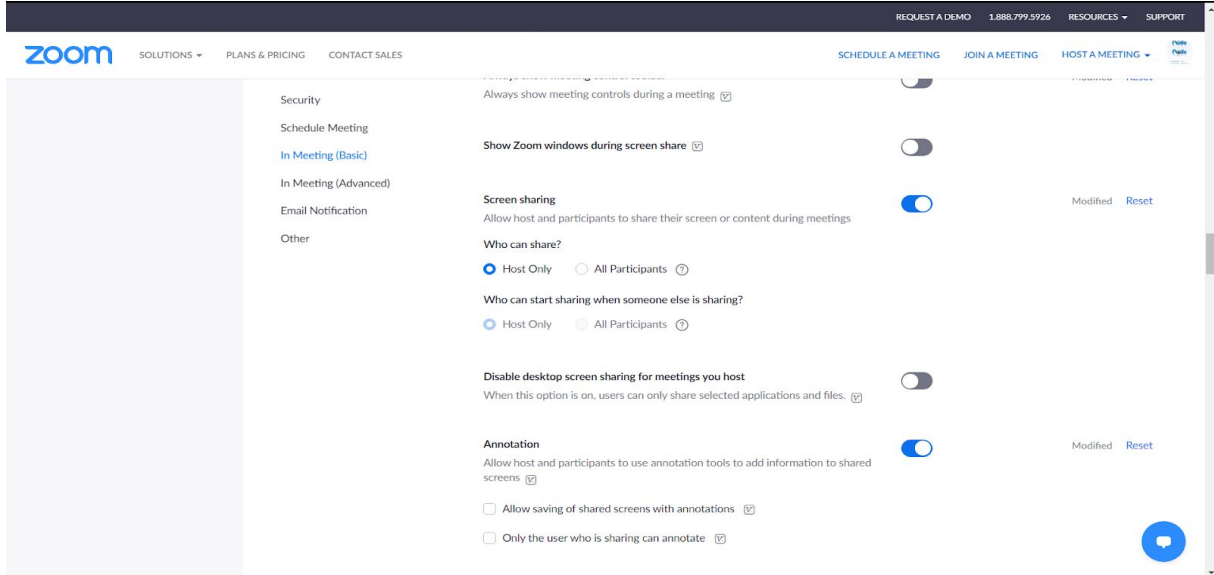 REQUEST A DEMO 1.888.799.5926 RESOURCES SUPPORT
zoom SOLUTIONS PLANS & PRICING CONTACT SALES SCHEDULE A MEETING JOIN A MEETING HOST A MEETING
Always show meeting control toolbar Modified Reset
Always show meeting controls during a meeting
Security
Schedule Meeting
In Meeting (Basic)
In Meeting (Advanced)
Email Notification
Other
Show Zoom windows during screen share
Screen sharing Modified Reset
Allow host and participants to share their screen or content during meetings
Who can share?
Host Only All Participants ?
Who can start sharing when someone else is sharing?
Host Only All Participants ?
Disable desktop screen sharing for meetings you host
When this option is on, users can only share selected applications and files.
Annotation Modified Reset
Allow host and participants to use annotation tools to add information to shared
screens
Allow saving of shared screens with annotations
Only the user who is sharing can annotate